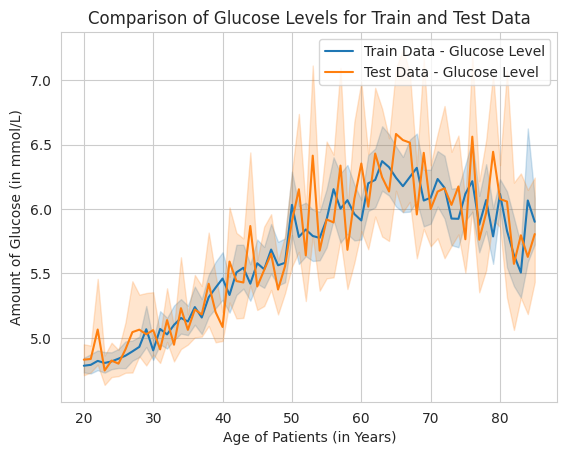 Comparison of Glucose Levels for Train and Test Data
Train Data - Glucose Level
Test Data - Glucose Level
Amount of Glucose (in mmol/L)
7.0
6.5
6.0
5.5
5.0
20 30 40 50 60 70 80
Age of Patients (in Years)